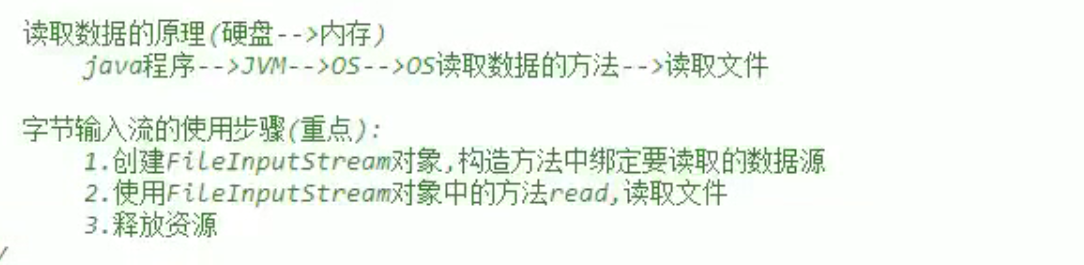 读取数据的原理(硬盘-->内存)
java程序-->JVM-->OS-->OS读取数据的方法-->读取文件
字节输入流的使用步骤(重点):
1.创建FileInputStream对象,构造方法中绑定要读取的数据源
2.使用FileInputStream对象中的方法read,读取文件
3.释放资源
/